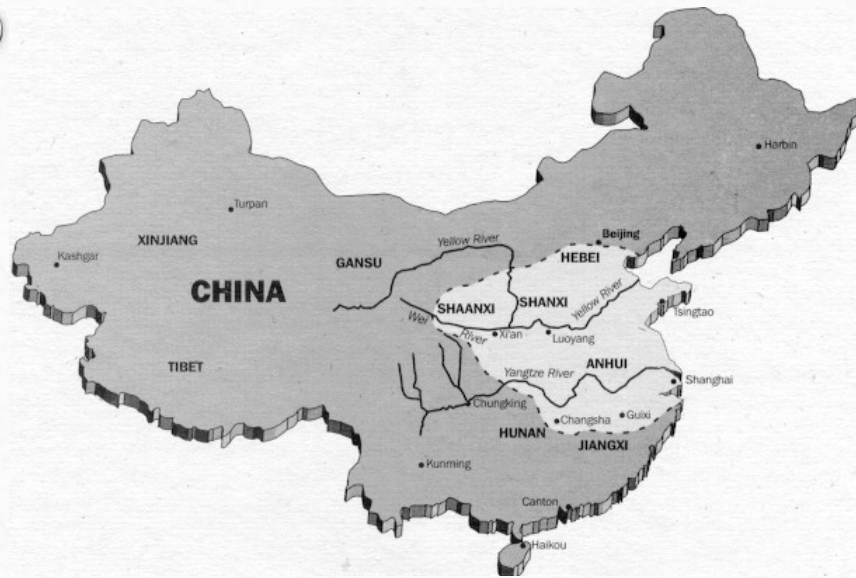 Harbin
Turpan
Beijing
XINJIANG
Yellow River
Kashgar
GANSU
HEBEI
CHINA
SHAANXI
SHANXI
Yellow River
Tsingtao
Wei
River
Xi'an
Luoyang
TIBET
ANHUI
Yangtze River
Shanghai
Chungking
Changsha
Guixi
HUNAN
JIANGXI
Kunming
Canton
Haikou